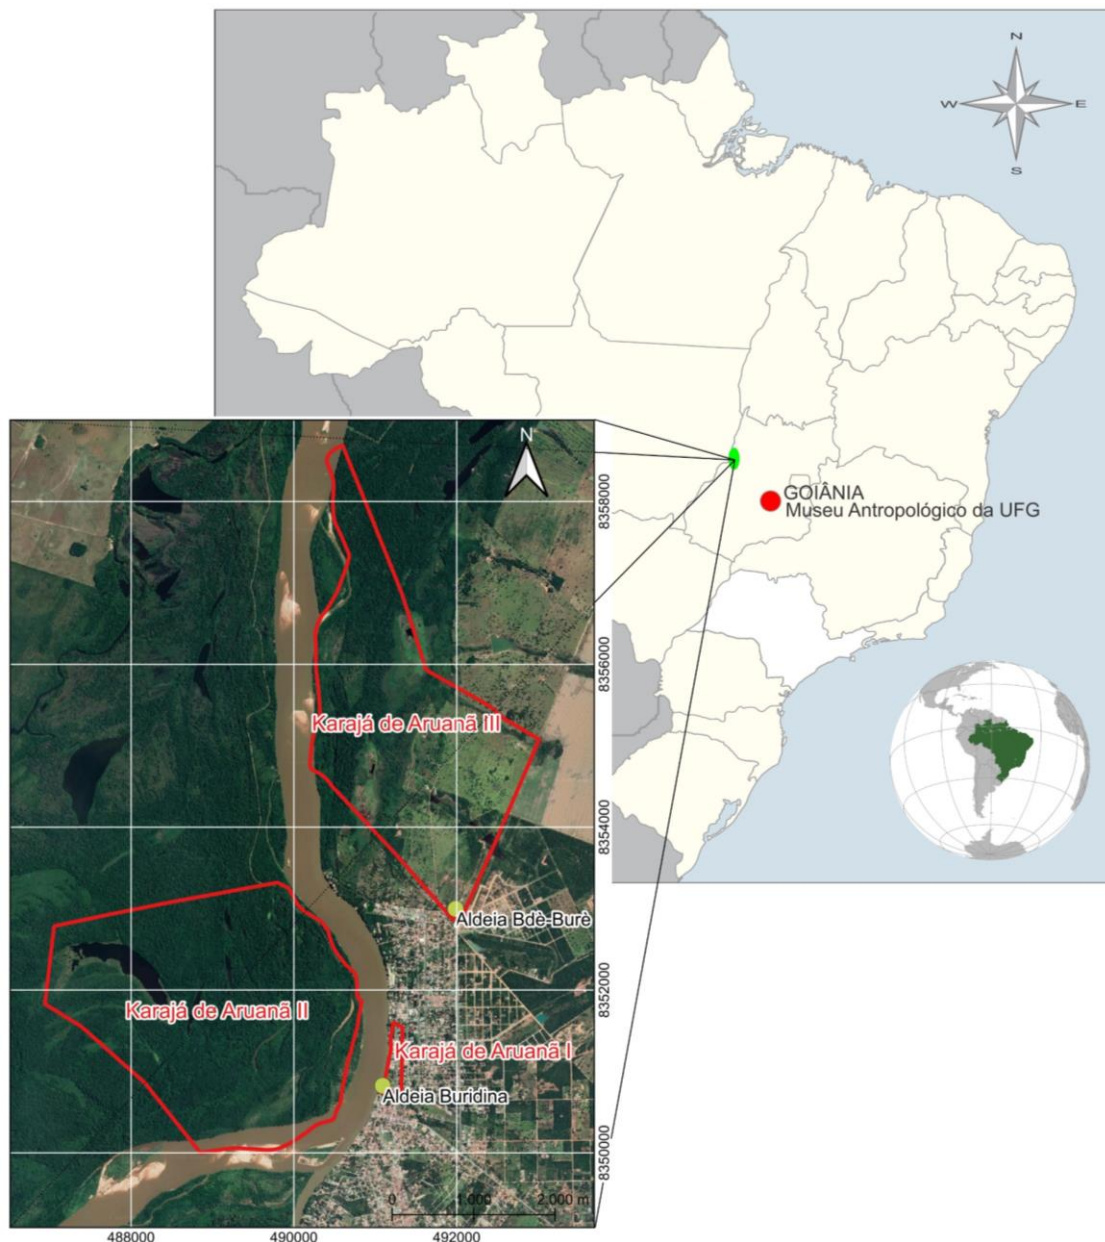 N
W
E
S
GOIÂNIA
Museu Antropológico da UFG
N
8358000
8356000
Karajá de Aruanã III
8354000
Aldeia Bdè-Burè
8352000
Karajá de Aruanã II
Karajá de Aruanã I
Aldeia Buridina
8350000
0 1.000 2.000 m
488000 490000 492000